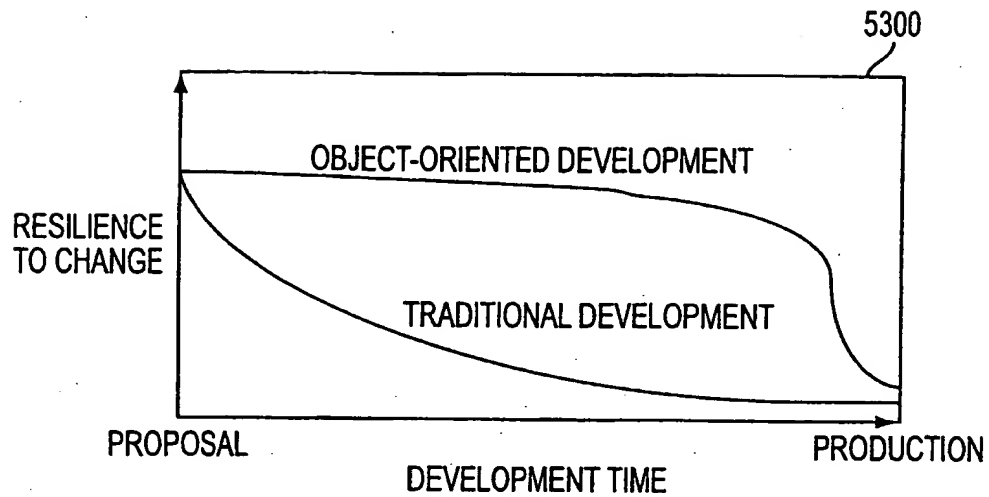 5300
OBJECT-ORIENTED DEVELOPMENT
RESILIENCE
TO CHANGE
TRADITIONAL DEVELOPMENT
PROPOSAL
PRODUCTION
DEVELOPMENT TIME